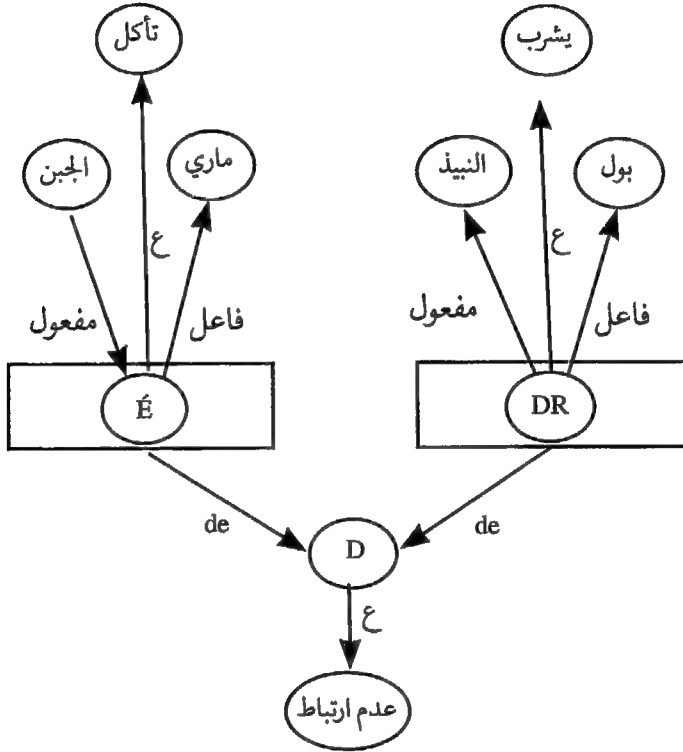 يشرب تأكل
بول النبيذ ماري الجبن
ع ع
فاعل مفعول فاعل مفعول
DR É
de de
D
ع
عدم ارتباط